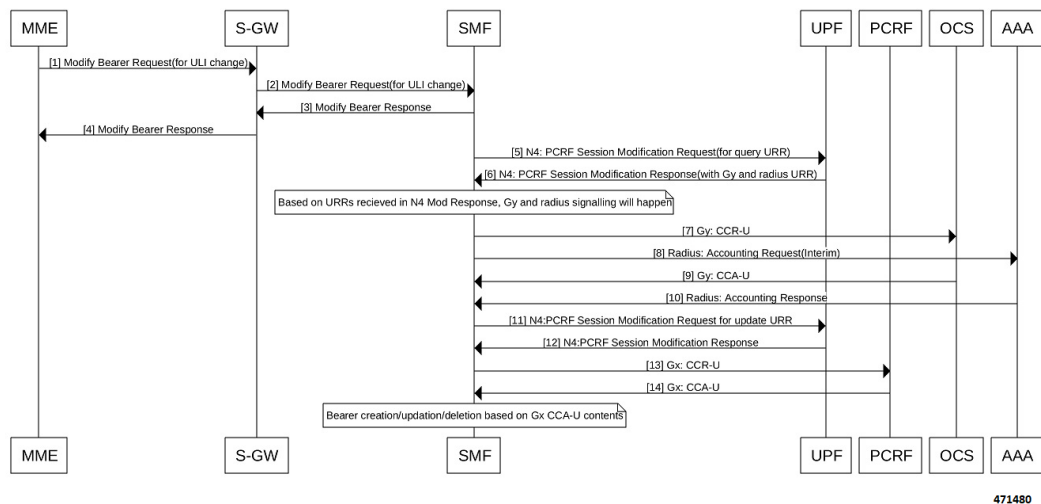 MME S-GW SMF UPF PCRF OCS AAA
[1] Modify Bearer Request(for ULI change)
[2] Modify Bearer Request(for ULI change)
[3] Modify Bearer Response
[4] Modify Bearer Response
[5] N4: PCRF Session Modification Request(for query URR)
[6] N4: PCRF Session Modification Response(with Gy and radius URR)
Based on URRs recieved in N4 Mod Response, Gy and radius signalling will happen
[7] Gy: CCR-U
[8] Radius: Accounting Request(Interim)
[9] Gy: CCA-U
[10] Radius: Accounting Response
[11] N4:PCRF Session Modification Request for update URR
[12] N4:PCRF Session Modification Response
[13] Gx: CCR-U
[14] Gx: CCA-U
Bearer creation/updation/deletion based on Gx CCA-U contents
MME S-GW SMF UPF PCRF OCS AAA
471480